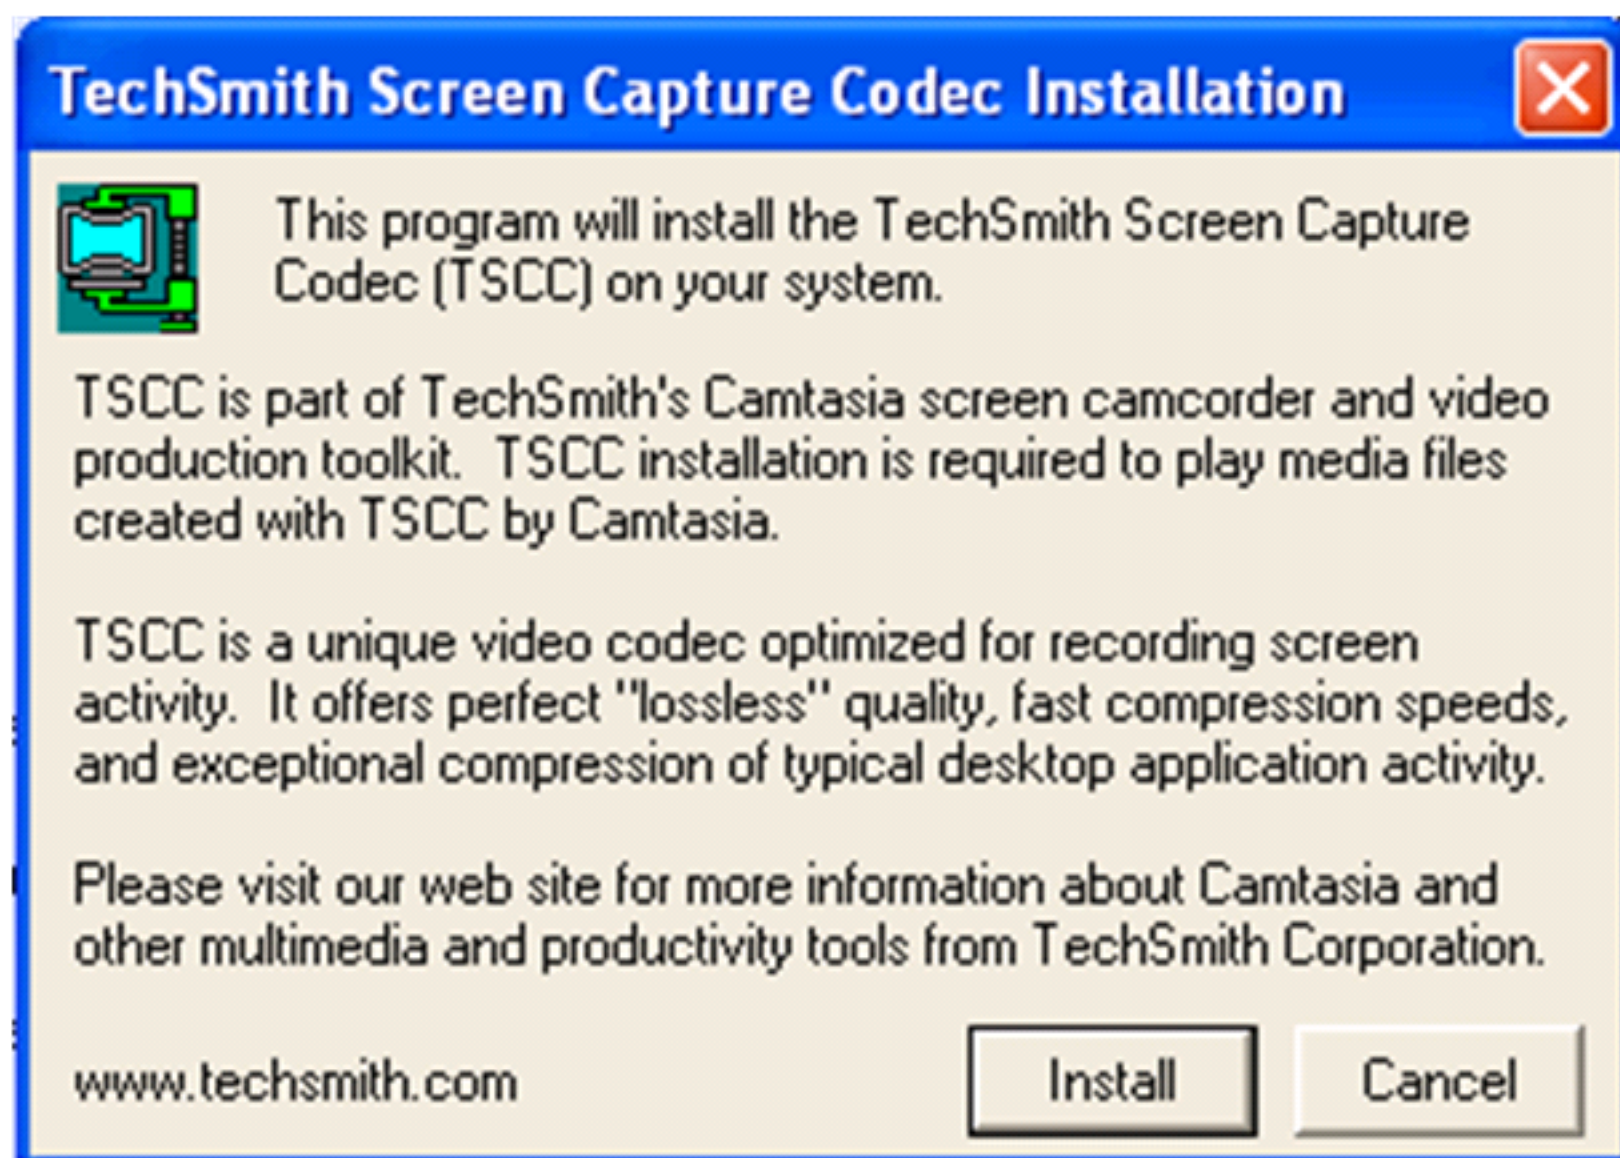 TechSmith Screen Capture Codec Installation
This program will install the TechSmith Screen Capture
Codec (TSCC) on your system.
TSCC is part of TechSmith's Camtasia screen camcorder and video
production toolkit.  TSCC installation is required to play media files
created with TSCC by Camtasia.
TSCC is a unique video codec optimized for recording screen
activity.  It offers perfect "lossless" quality, fast compression speeds,
and exceptional compression of typical desktop application activity.
Please visit our web site for more information about Camtasia and
other multimedia and productivity tools from TechSmith Corporation.
www.techsmith.com Install Cancel